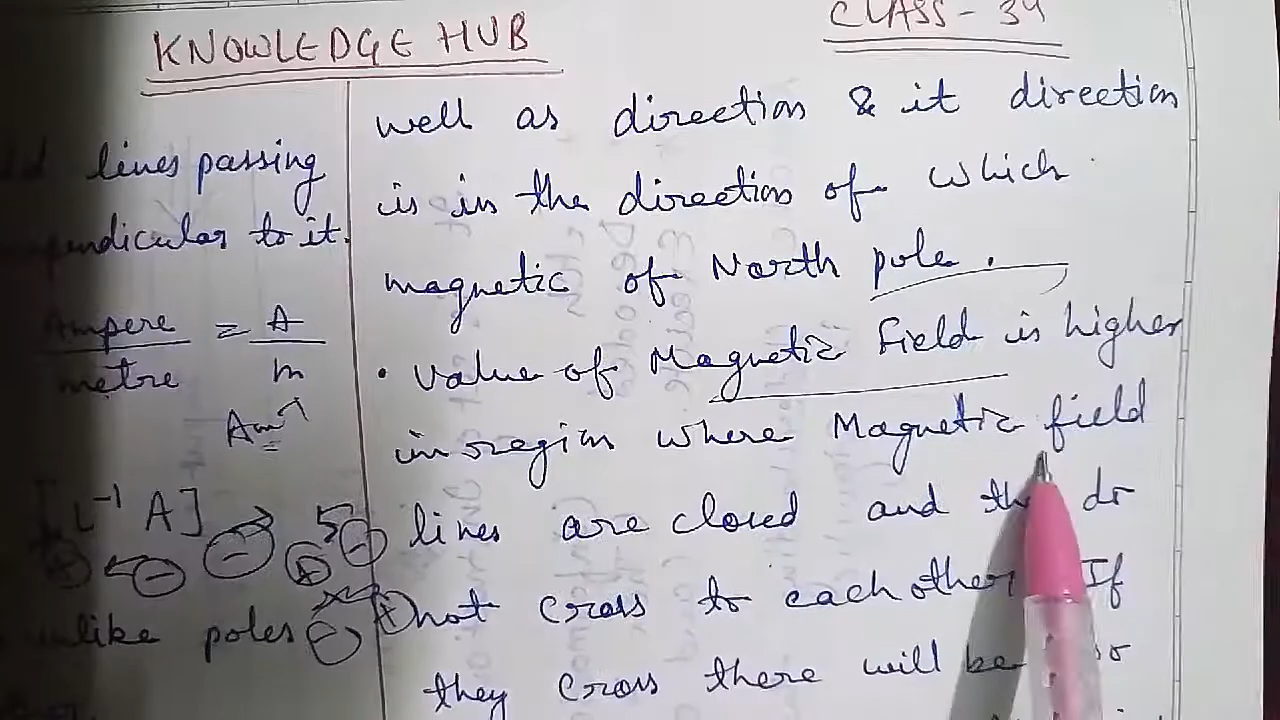 KNOWLEDGE HUB
CLASS - 34
lines passing
pendicular to it.
Ampere = A
metre m
Am⁻¹
[L⁻¹ A]
unlike poles
well as direction & it direction
is in the direction of which
magnetic of North pole.
• Value of Magnetic field is higher
in region where Magnetic field
lines are closed and the dr
not cross to each other. If
they cross there will be